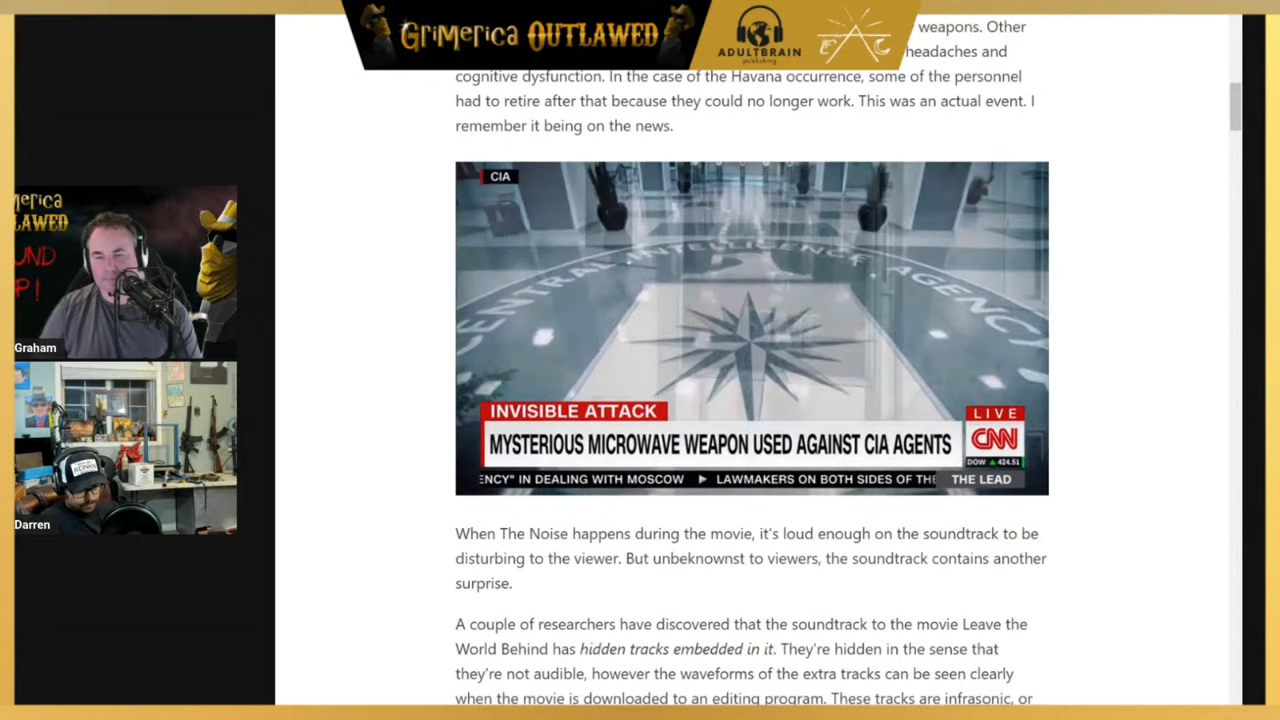 GRIMERICA OUTLAWED
ADULTBRAIN
publishing
weapons. Other
headaches and
cognitive dysfunction. In the case of the Havana occurrence, some of the personnel
had to retire after that because they could no longer work. This was an actual event. I
remember it being on the news.
CIA
CENTRAL INTELLIGENCE AGENCY
INVISIBLE ATTACK
MYSTERIOUS MICROWAVE WEAPON USED AGAINST CIA AGENTS
LIVE
CNN
DOW ▲ 424.51
ENCY" IN DEALING WITH MOSCOW ▶ LAWMAKERS ON BOTH SIDES OF THE
THE LEAD
merica
LAWED
UND
P!
Graham
Darren
When The Noise happens during the movie, it's loud enough on the soundtrack to be
disturbing to the viewer. But unbeknownst to viewers, the soundtrack contains another
surprise.
A couple of researchers have discovered that the soundtrack to the movie Leave the
World Behind has hidden tracks embedded in it. They're hidden in the sense that
they're not audible, however the waveforms of the extra tracks can be seen clearly
when the movie is downloaded to an editing program. These tracks are infrasonic, or